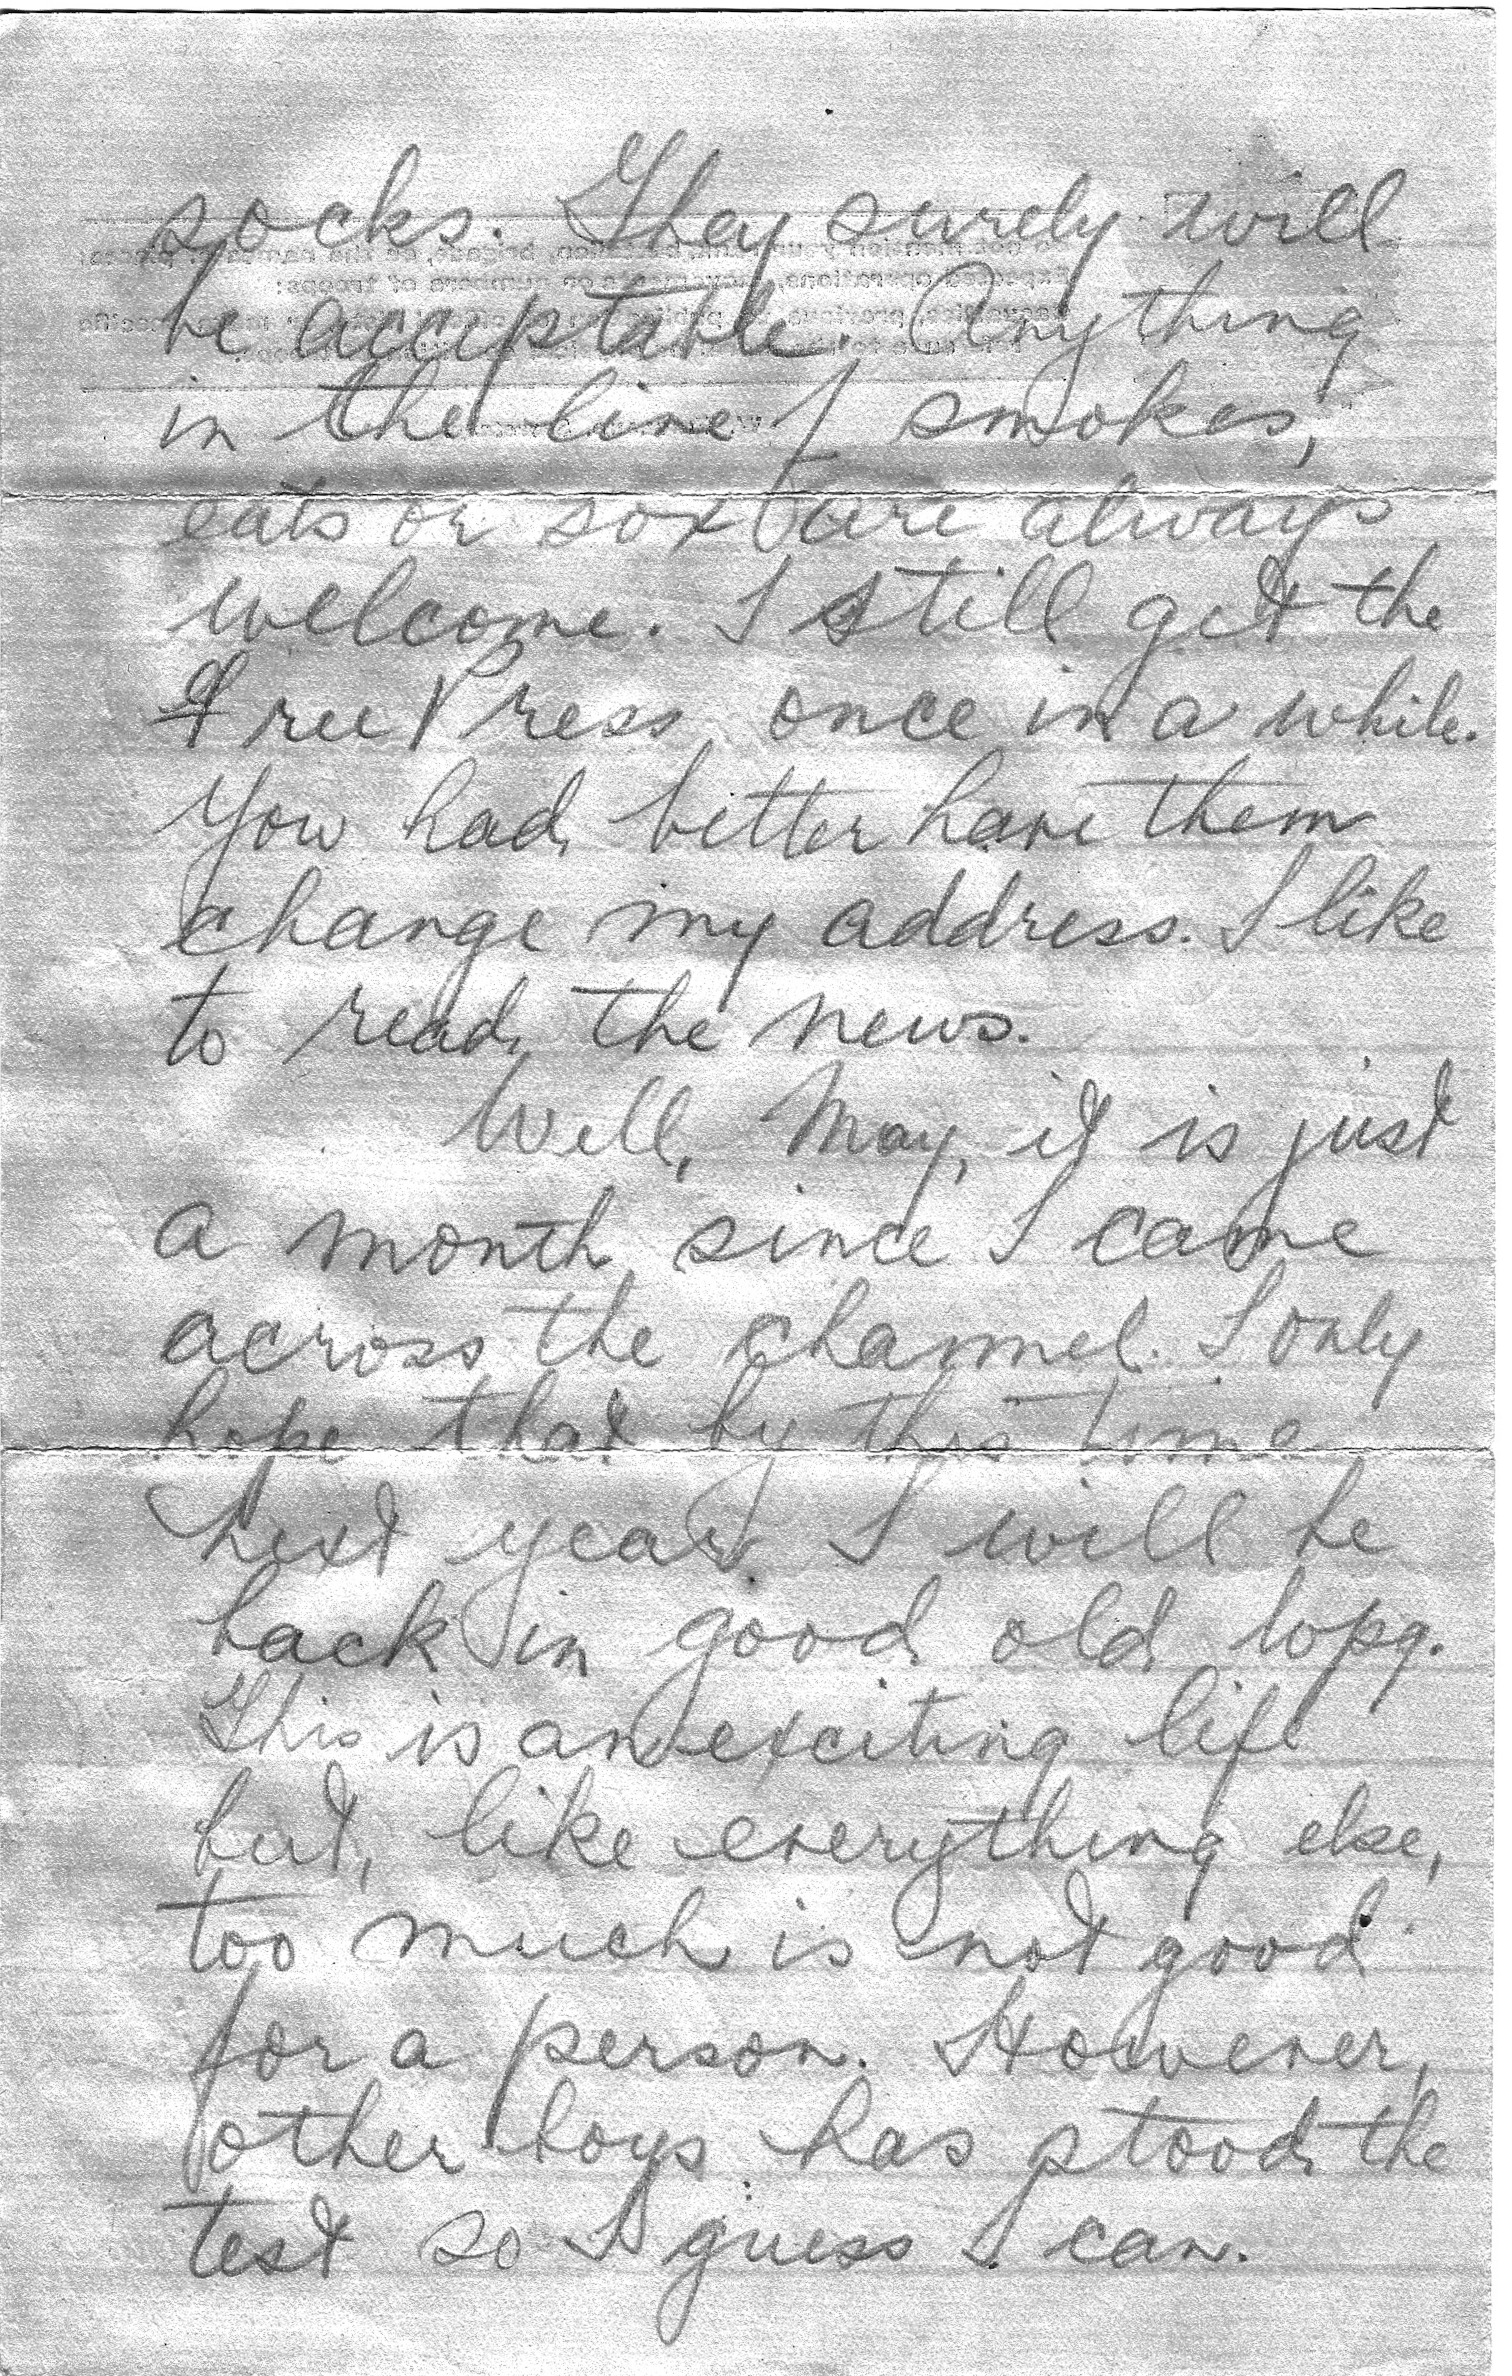 socks. They surely will
be acciptable. Anything
in the line of smokes,
eats or sox are always
welcome. I still get the
Free Press once in a while.
You had better have them
change my address. I like
to read the news.
Well, May, it is just
a month since I came
across the channel. I only
hope that by this time
next year I will be
back in good old Wpg.
This is an exciting life
but, like everything else,
too much is not good
for a person. However,
other boys has stood the
test so I guess I can.